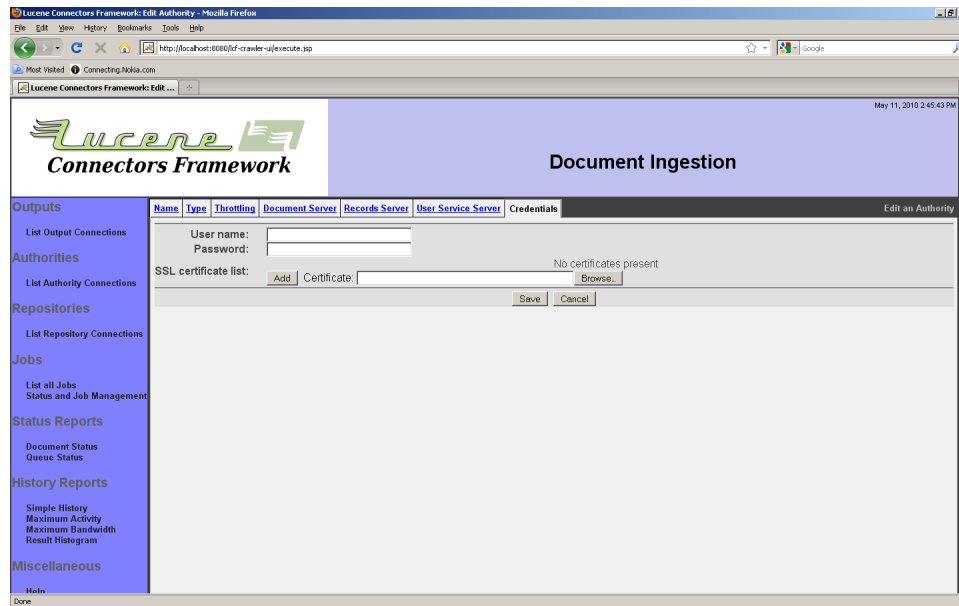 Lucene Connectors Framework: Edit Authority - Mozilla Firefox
File Edit View History Bookmarks Tools Help
http://localhost:8080/lcf-crawler-ui/execute.jsp
Google
Most Visited Connecting.Nokia.com
Lucene Connectors Framework: Edit ...
May 11, 2010 2:45:43 PM
Lucene
Connectors Framework
Document Ingestion
Outputs
List Output Connections
Authorities
List Authority Connections
Repositories
List Repository Connections
Jobs
List all Jobs
Status and Job Management
Status Reports
Document Status
Queue Status
History Reports
Simple History
Maximum Activity
Maximum Bandwidth
Result Histogram
Miscellaneous
Help
Name Type Throttling Document Server Records Server User Service Server Credentials Edit an Authority
User name:
Password:
SSL certificate list:
No certificates present
Add Certificate: Browse...
Save Cancel
Done